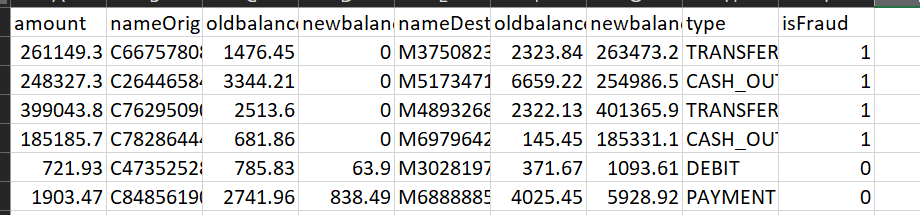 amount nameOrig oldbalance newbalan nameDest oldbalance newbalan type isFraud
261149.3 C6675780 1476.45 0 M3750823 2323.84 263473.2 TRANSFER 1
248327.3 C2644658 3344.21 0 M5173471 6659.22 254986.5 CASH_OU 1
399043.8 C7629509 2513.6 0 M4893268 2322.13 401365.9 TRANSFER 1
185185.7 C7828644 681.86 0 M6979642 145.45 185331.1 CASH_OU 1
721.93 C4735252 785.83 63.9 M3028197 371.67 1093.61 DEBIT 0
1903.47 C8485619 2741.96 838.49 M6888885 4025.45 5928.92 PAYMENT 0